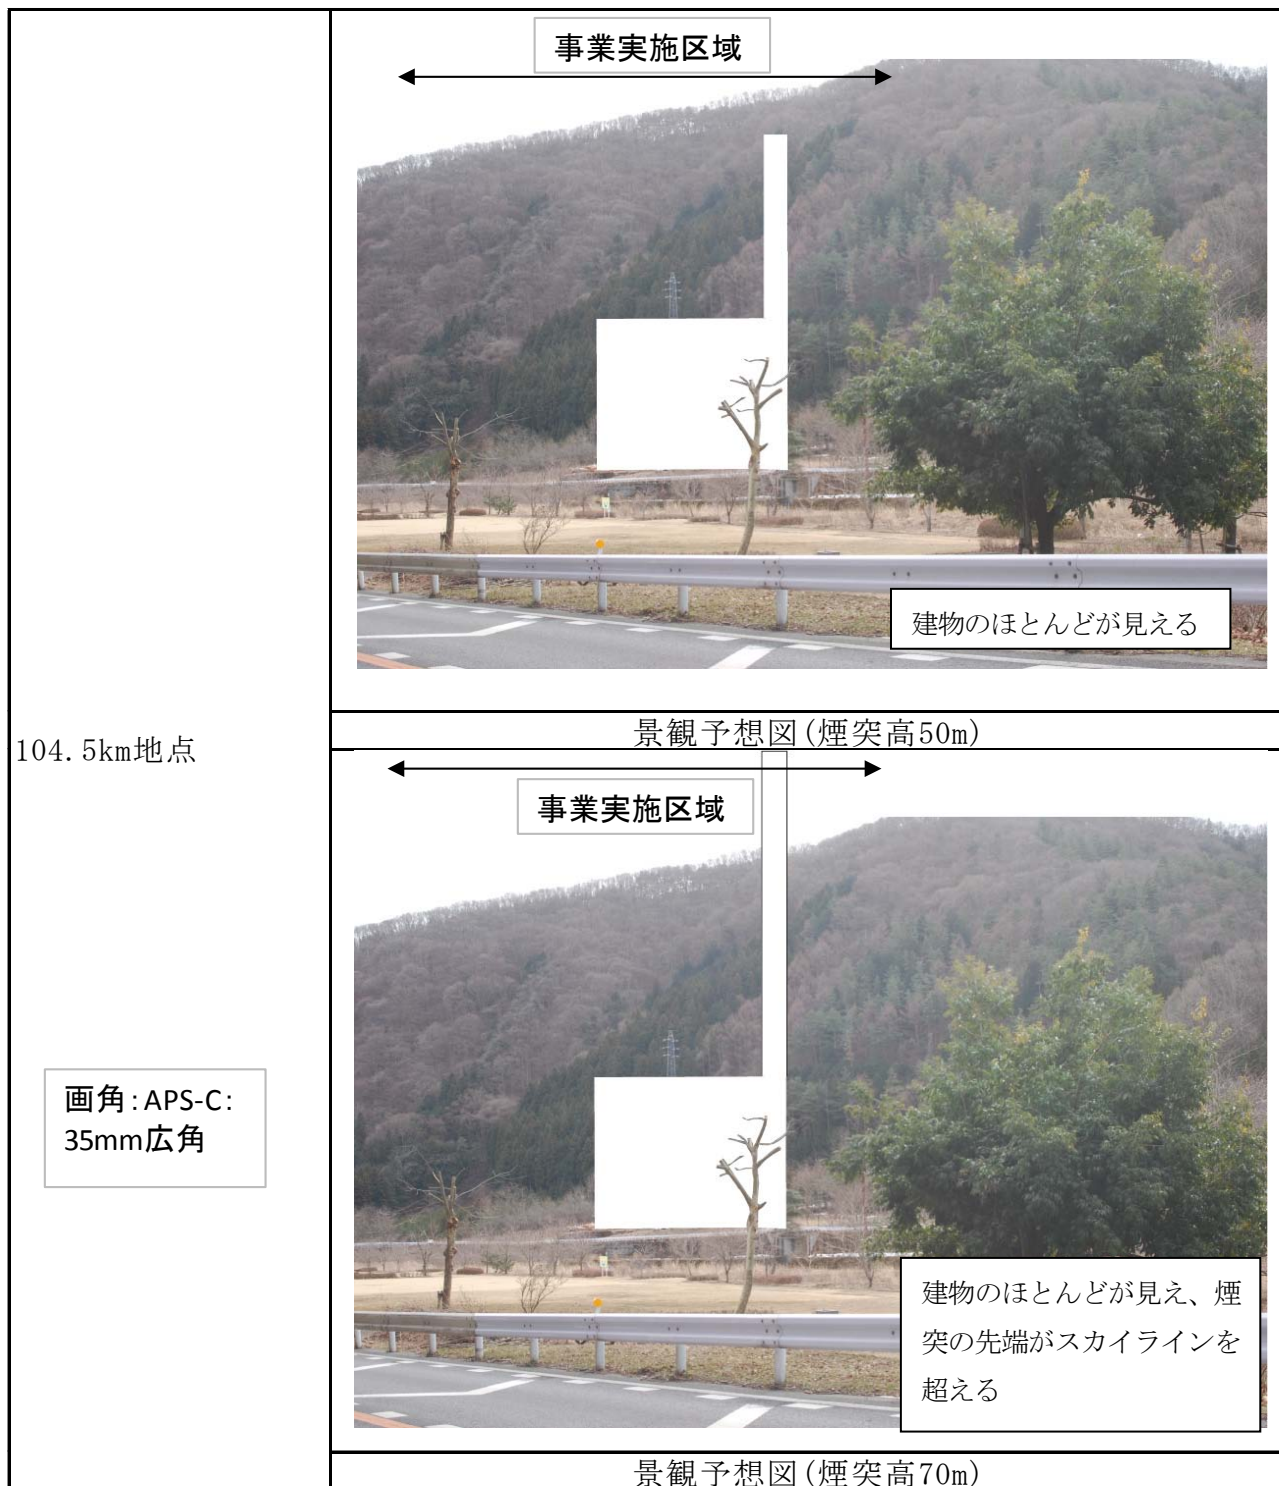 事業実施区域
建物のほとんどが見える
景観予想図(煙突高50m)
104.5km地点
事業実施区域
画角:APS-C:
35mm広角
建物のほとんどが見え、煙
突の先端がスカイラインを
超える
景観予想図(煙突高70m)